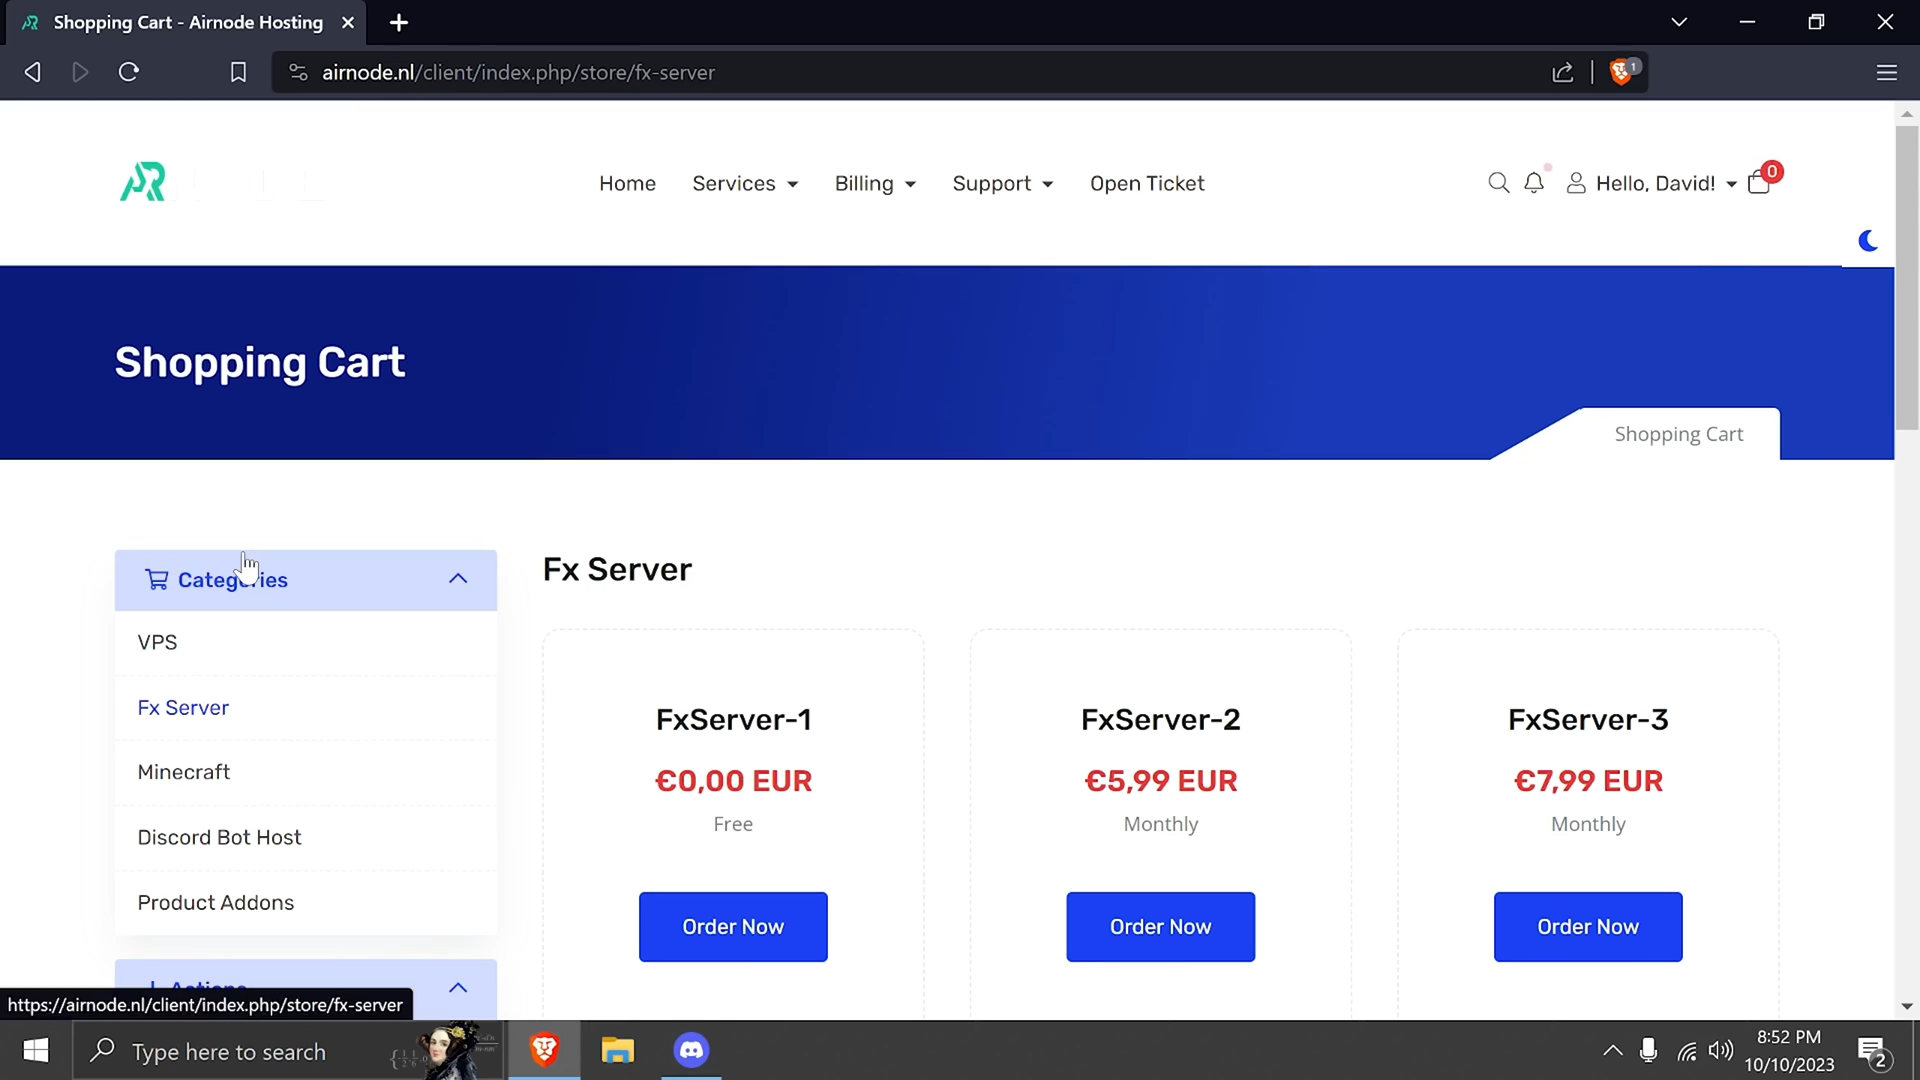 Shopping Cart - Airnode Hosting
airnode.nl/client/index.php/store/fx-server
1
Home
Services
Billing
Support
Open Ticket
Hello, David!
0
Shopping Cart
Shopping Cart
Categories
VPS
Fx Server
Minecraft
Discord Bot Host
Product Addons
Actions
Fx Server
FxServer-1
€0,00 EUR
Free
Order Now
FxServer-2
€5,99 EUR
Monthly
Order Now
FxServer-3
€7,99 EUR
Monthly
Order Now
https://airnode.nl/client/index.php/store/fx-server
Type here to search
8:52 PM
10/10/2023
2